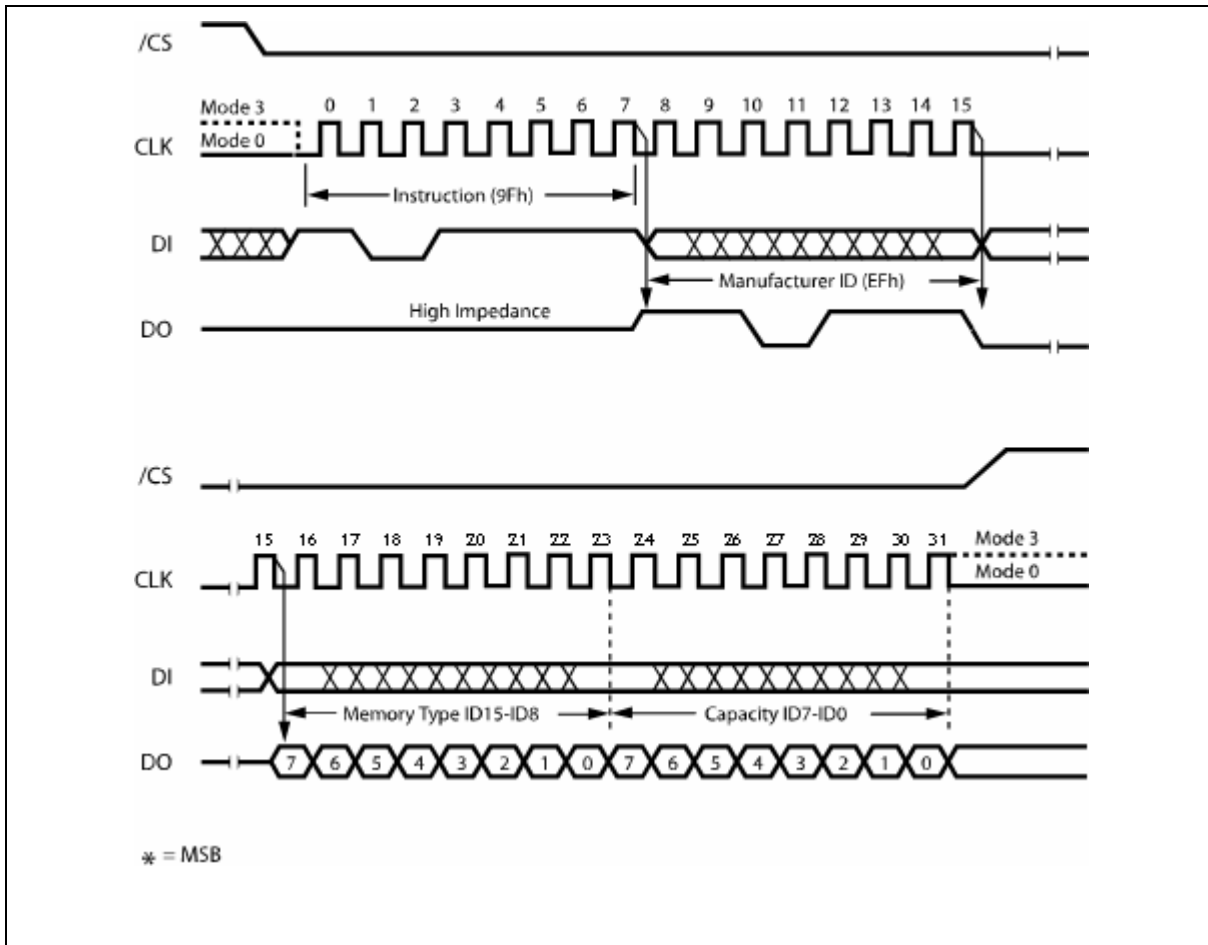 /CS
Mode 3
0 1 2 3 4 5 6 7 8 9 10 11 12 13 14 15
CLK
Mode 0
Instruction (9Fh)
DI
Manufacturer ID (EFh)
High Impedance
DO
/CS
15 16 17 18 19 20 21 22 23 24 25 26 27 28 29 30 31
Mode 3
CLK
Mode 0
DI
Memory Type ID15-ID8
Capacity ID7-ID0
DO
7 6 5 4 3 2 1 0 7 6 5 4 3 2 1 0
* = MSB